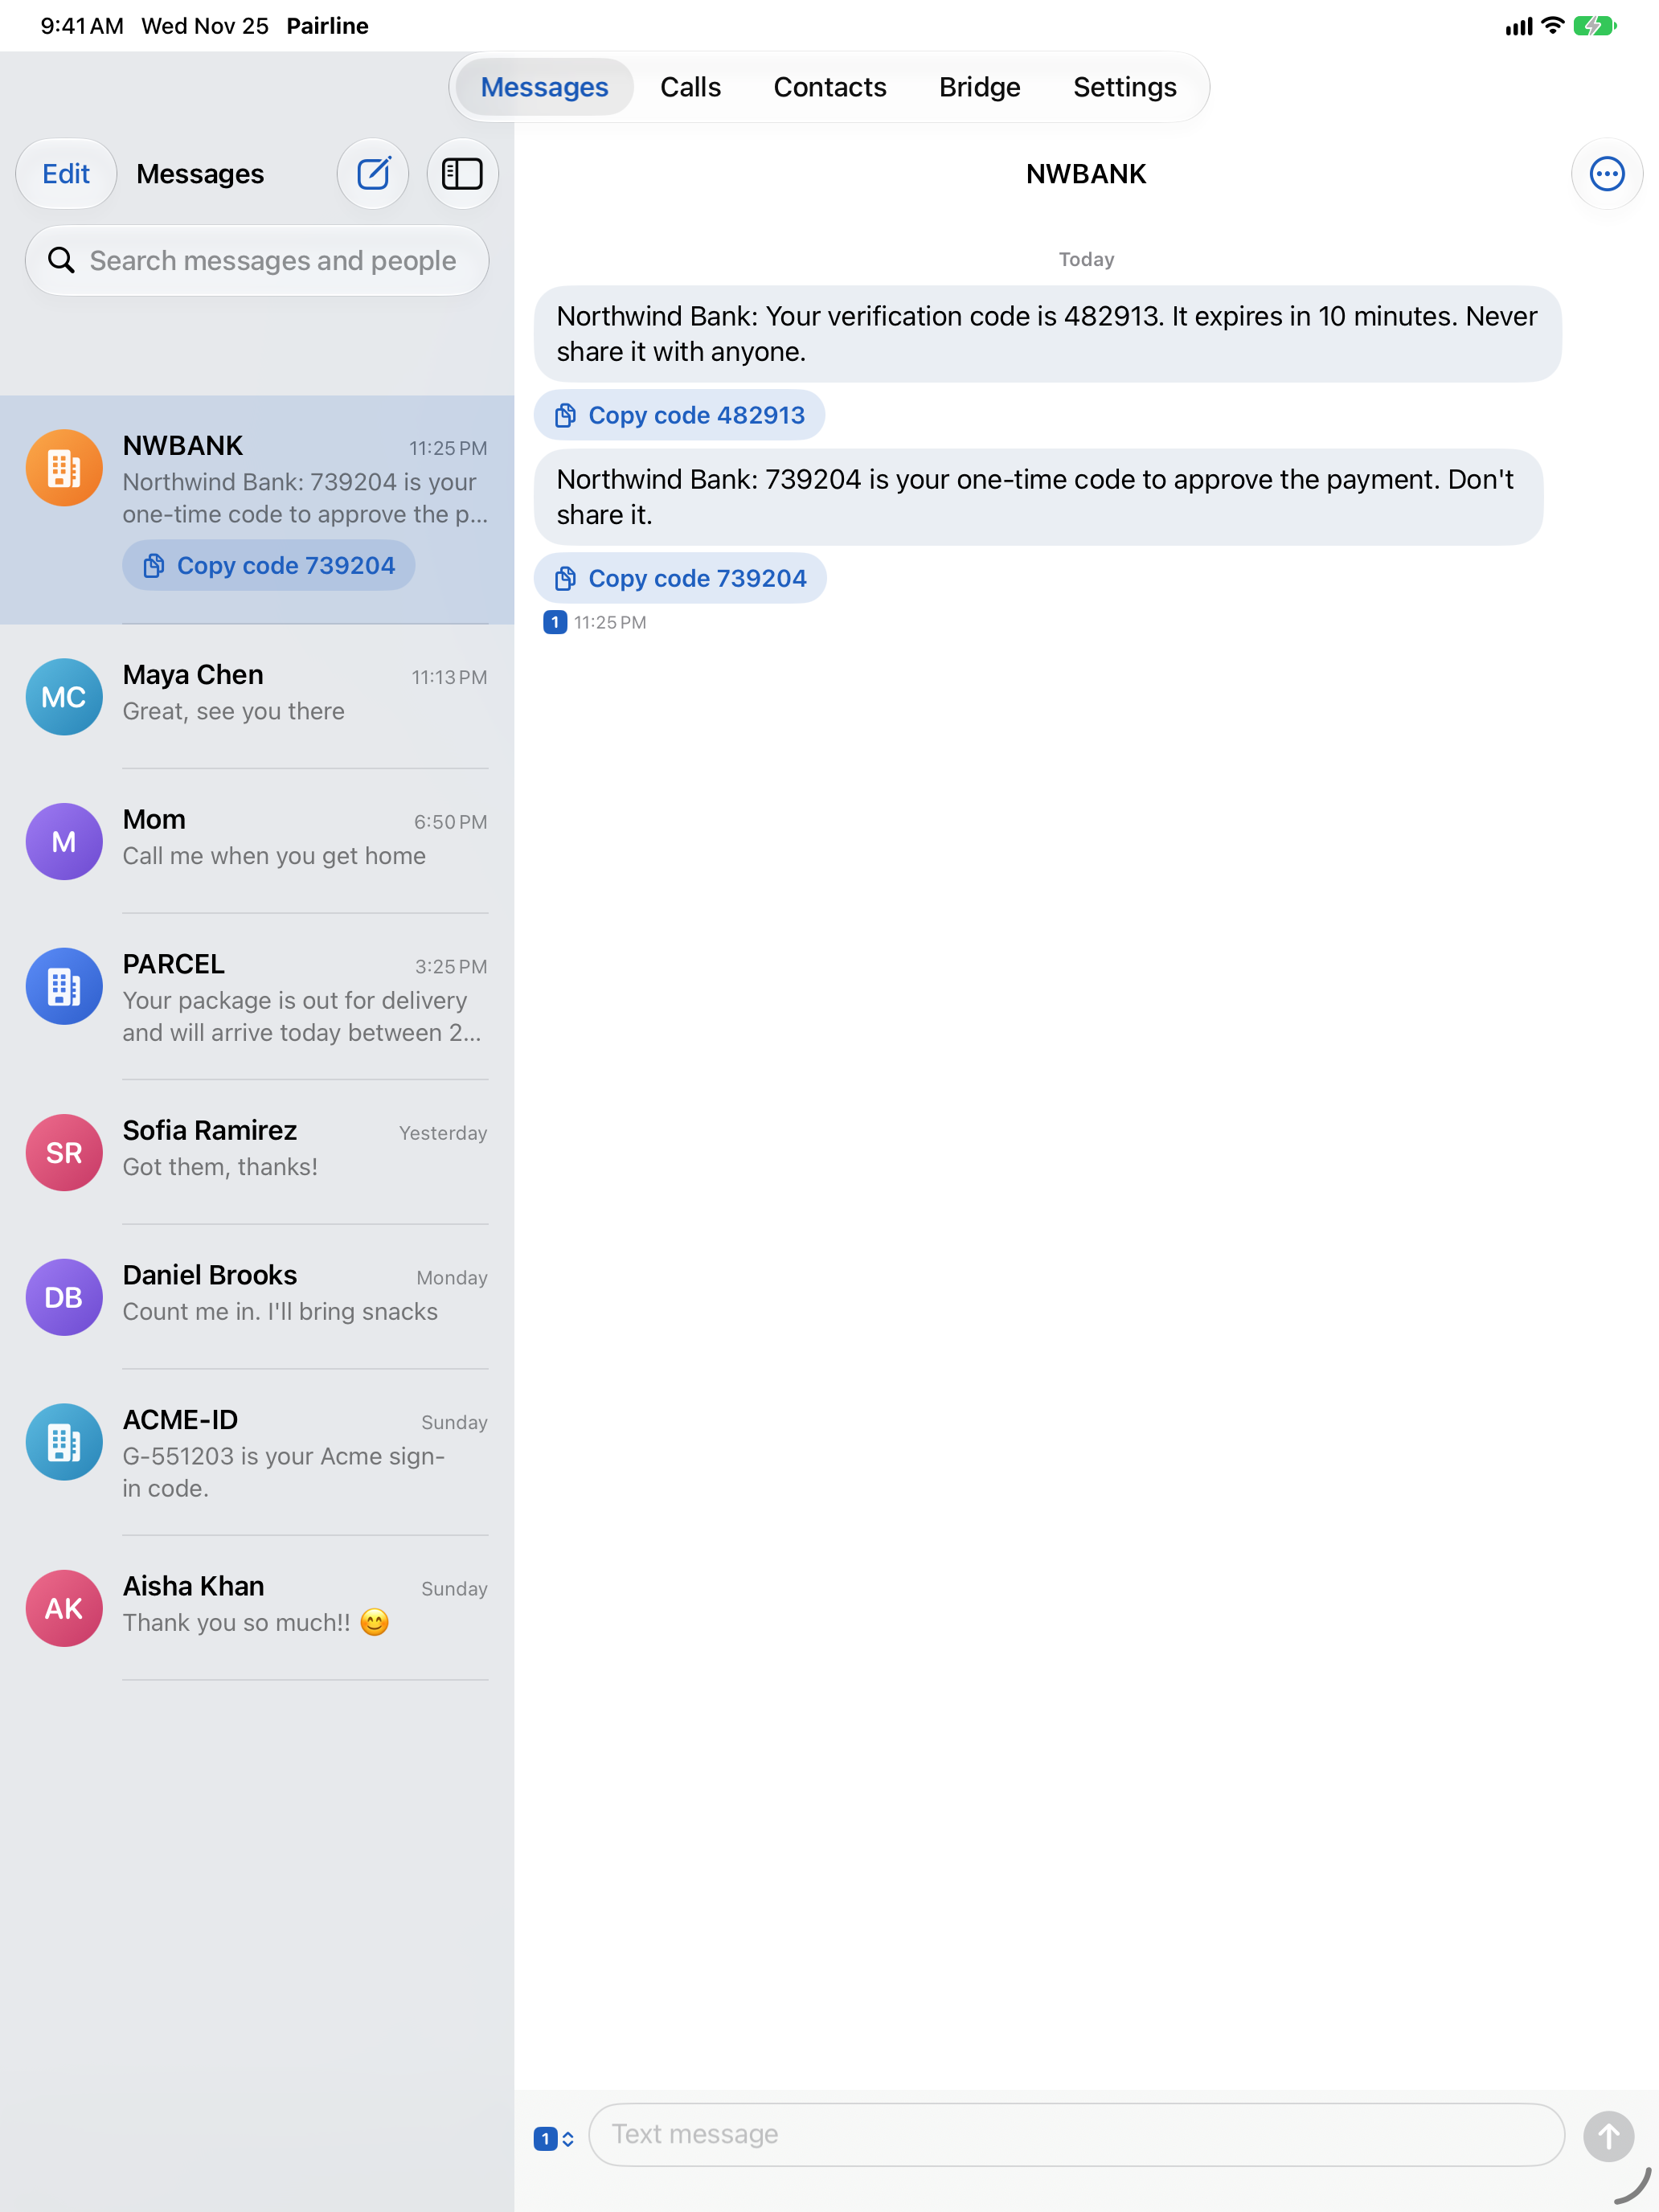 9:41 AM Wed Nov 25 Pairline
Messages Calls Contacts Bridge Settings
Edit Messages
Search messages and people
NWBANK 11:25 PM
Northwind Bank: 739204 is your
one-time code to approve the p...
Copy code 739204
MC
Maya Chen 11:13 PM
Great, see you there
M
Mom 6:50 PM
Call me when you get home
PARCEL 3:25 PM
Your package is out for delivery
and will arrive today between 2...
SR
Sofia Ramirez Yesterday
Got them, thanks!
DB
Daniel Brooks Monday
Count me in. I'll bring snacks
ACME-ID Sunday
G-551203 is your Acme sign-
in code.
AK
Aisha Khan Sunday
Thank you so much!! 😊
NWBANK
Today
Northwind Bank: Your verification code is 482913. It expires in 10 minutes. Never
share it with anyone.
Copy code 482913
Northwind Bank: 739204 is your one-time code to approve the payment. Don't
share it.
Copy code 739204
1 11:25 PM
1 Text message